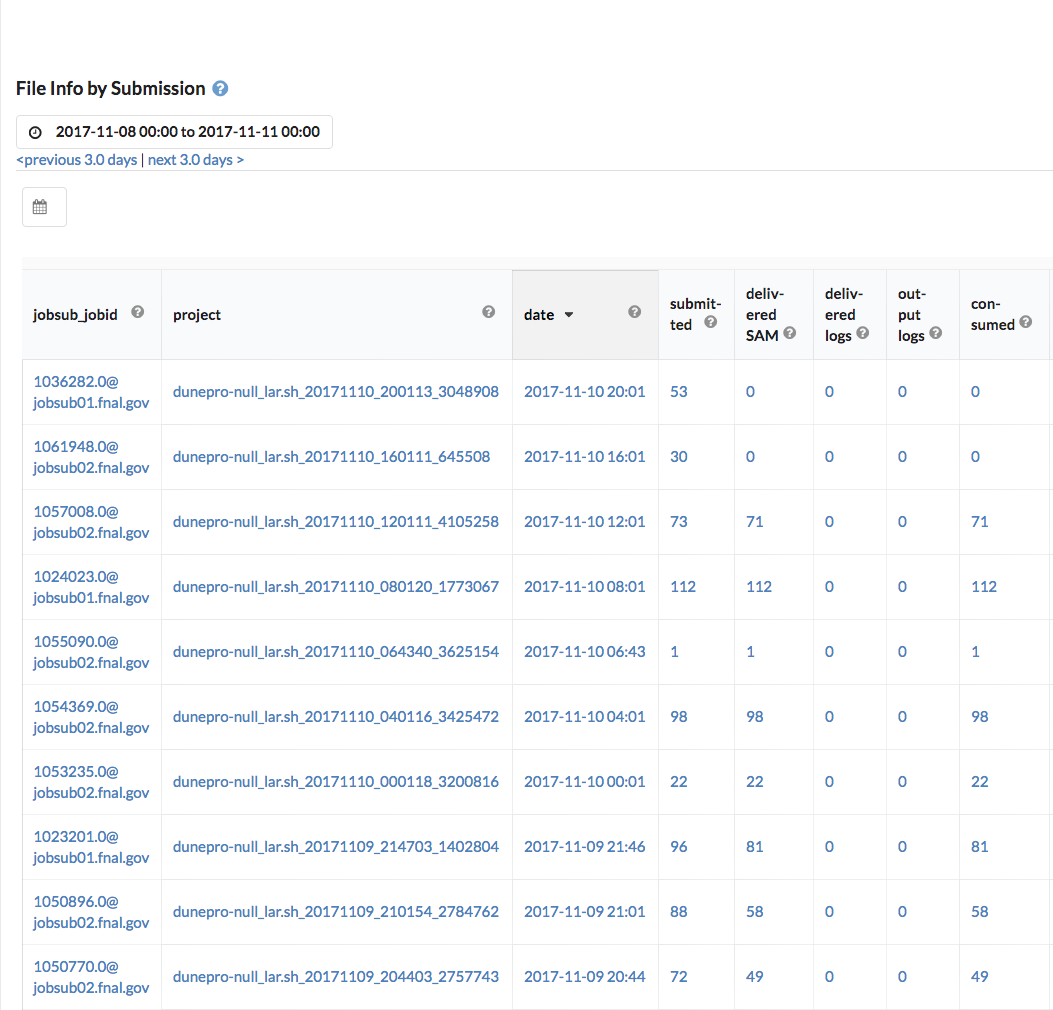 File Info by Submission ?
2017-11-08 00:00 to 2017-11-11 00:00
<previous 3.0 days | next 3.0 days >
jobsub_jobid ? project ? date ? submit-
ted ? deliv-
ered
SAM ? deliv-
ered
logs ? out-
put
logs ? con-
sumed ?
1036282.0@
jobsub01.fnal.gov dunepro-null_lar.sh_20171110_200113_3048908 2017-11-10 20:01 53 0 0 0 0
1061948.0@
jobsub02.fnal.gov dunepro-null_lar.sh_20171110_160111_645508 2017-11-10 16:01 30 0 0 0 0
1057008.0@
jobsub02.fnal.gov dunepro-null_lar.sh_20171110_120111_4105258 2017-11-10 12:01 73 71 0 0 71
1024023.0@
jobsub01.fnal.gov dunepro-null_lar.sh_20171110_080120_1773067 2017-11-10 08:01 112 112 0 0 112
1055090.0@
jobsub02.fnal.gov dunepro-null_lar.sh_20171110_064340_3625154 2017-11-10 06:43 1 1 0 0 1
1054369.0@
jobsub02.fnal.gov dunepro-null_lar.sh_20171110_040116_3425472 2017-11-10 04:01 98 98 0 0 98
1053235.0@
jobsub02.fnal.gov dunepro-null_lar.sh_20171110_000118_3200816 2017-11-10 00:01 22 22 0 0 22
1023201.0@
jobsub01.fnal.gov dunepro-null_lar.sh_20171109_214703_1402804 2017-11-09 21:46 96 81 0 0 81
1050896.0@
jobsub02.fnal.gov dunepro-null_lar.sh_20171109_210154_2784762 2017-11-09 21:01 88 58 0 0 58
1050770.0@
jobsub02.fnal.gov dunepro-null_lar.sh_20171109_204403_2757743 2017-11-09 20:44 72 49 0 0 49